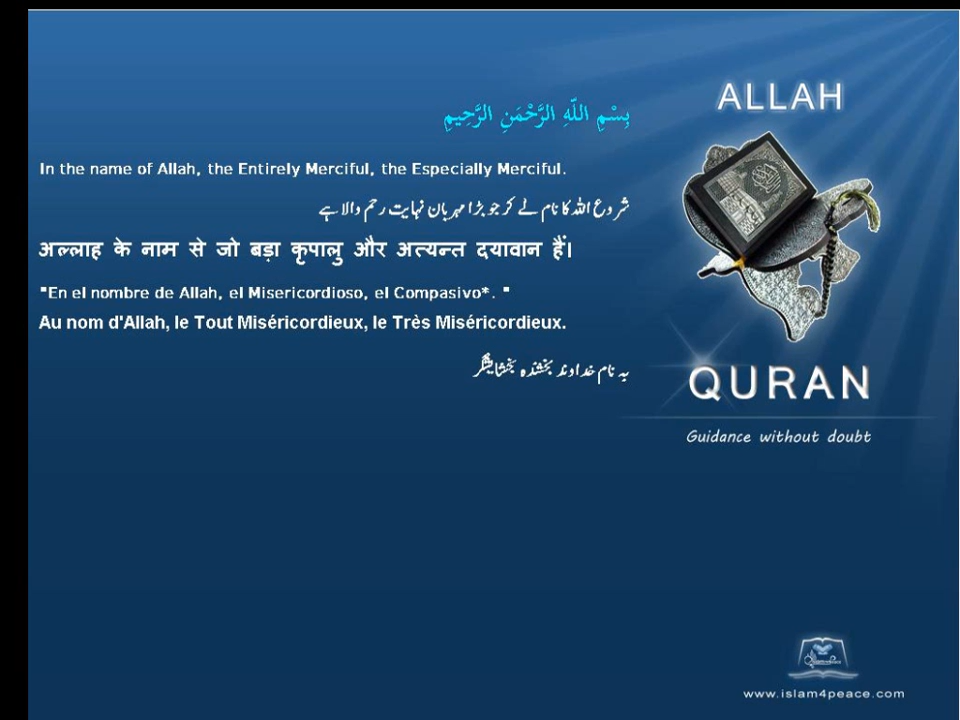 بِسْمِ اللَّهِ الرَّحْمَنِ الرَّحِيمِ
In the name of Allah, the Entirely Merciful, the Especially Merciful.
شروع الله کا نام لے کر جو بڑا مہربان نہایت رحم والا ہے
अल्लाह के नाम से जो बड़ा कृपालु और अत्यन्त दयावान हैं।
"En el nombre de Allah, el Misericordioso, el Compasivo*. "
Au nom d'Allah, le Tout Miséricordieux, le Très Miséricordieux.
به نام خداوند بخشنده بخشایشگر
ALLAH
QURAN
Guidance without doubt
www.islam4peace.com